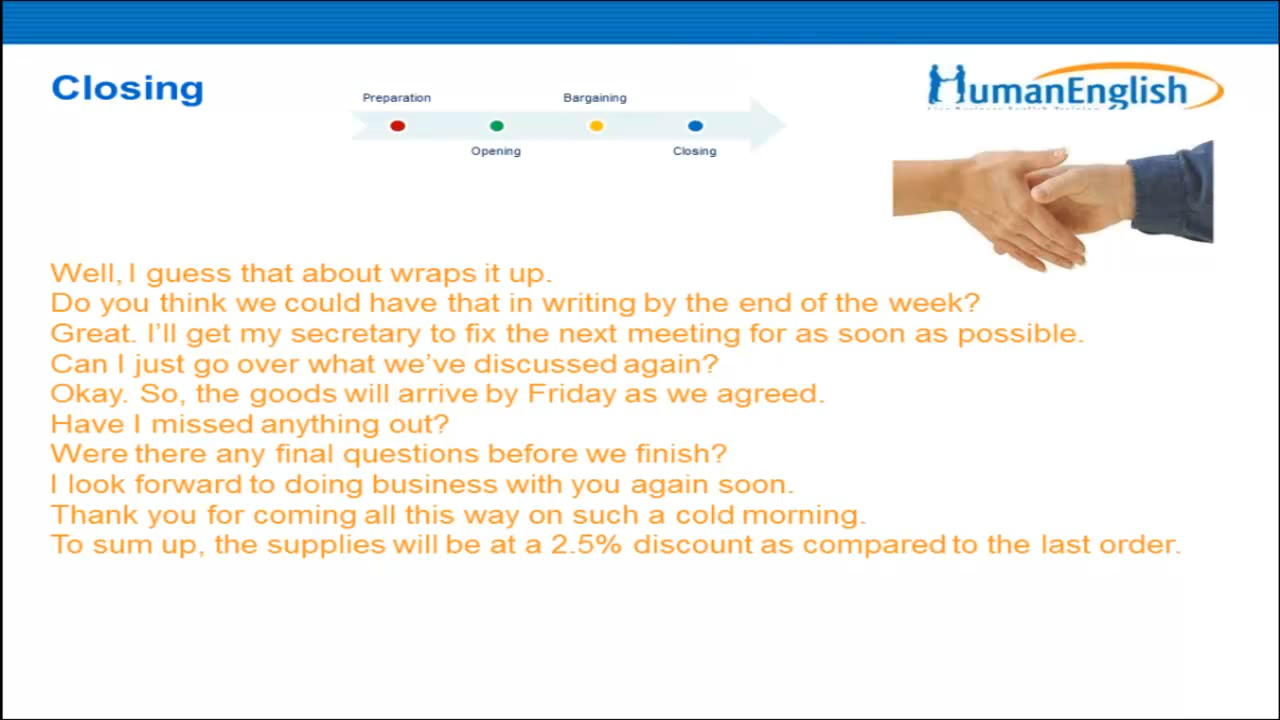 Closing
Preparation
Bargaining
Opening
Closing
HumanEnglish
Well, I guess that about wraps it up.
Do you think we could have that in writing by the end of the week?
Great. I’ll get my secretary to fix the next meeting for as soon as possible.
Can I just go over what we’ve discussed again?
Okay. So, the goods will arrive by Friday as we agreed.
Have I missed anything out?
Were there any final questions before we finish?
I look forward to doing business with you again soon.
Thank you for coming all this way on such a cold morning.
To sum up, the supplies will be at a 2.5% discount as compared to the last order.